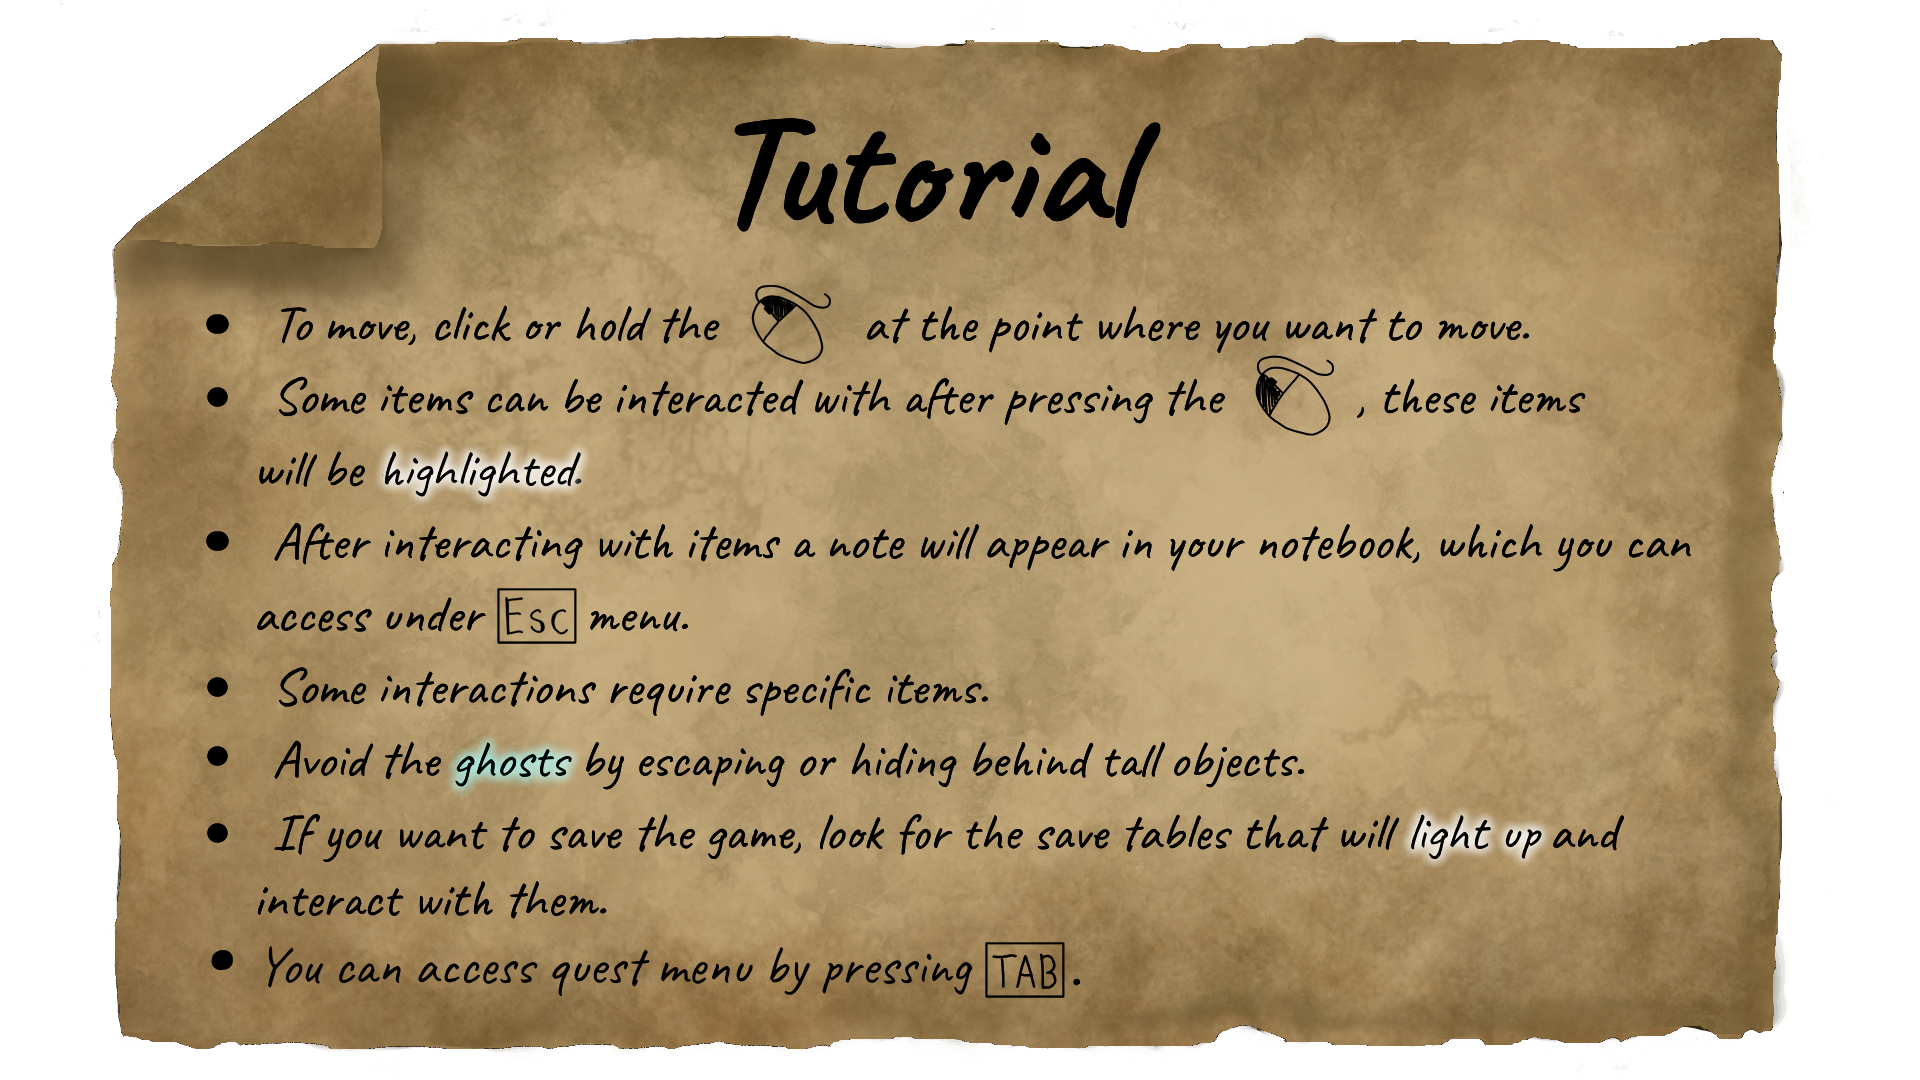 Tutorial
• To move, click or hold the at the point where you want to move.
• Some items can be interacted with after pressing the , these items
will be highlighted.
• After interacting with items a note will appear in your notebook, which you can
access under Esc menu.
• Some interactions require specific items.
• Avoid the ghosts by escaping or hiding behind tall objects.
• If you want to save the game, look for the save tables that will light up and
interact with them.
• You can access quest menu by pressing TAB.